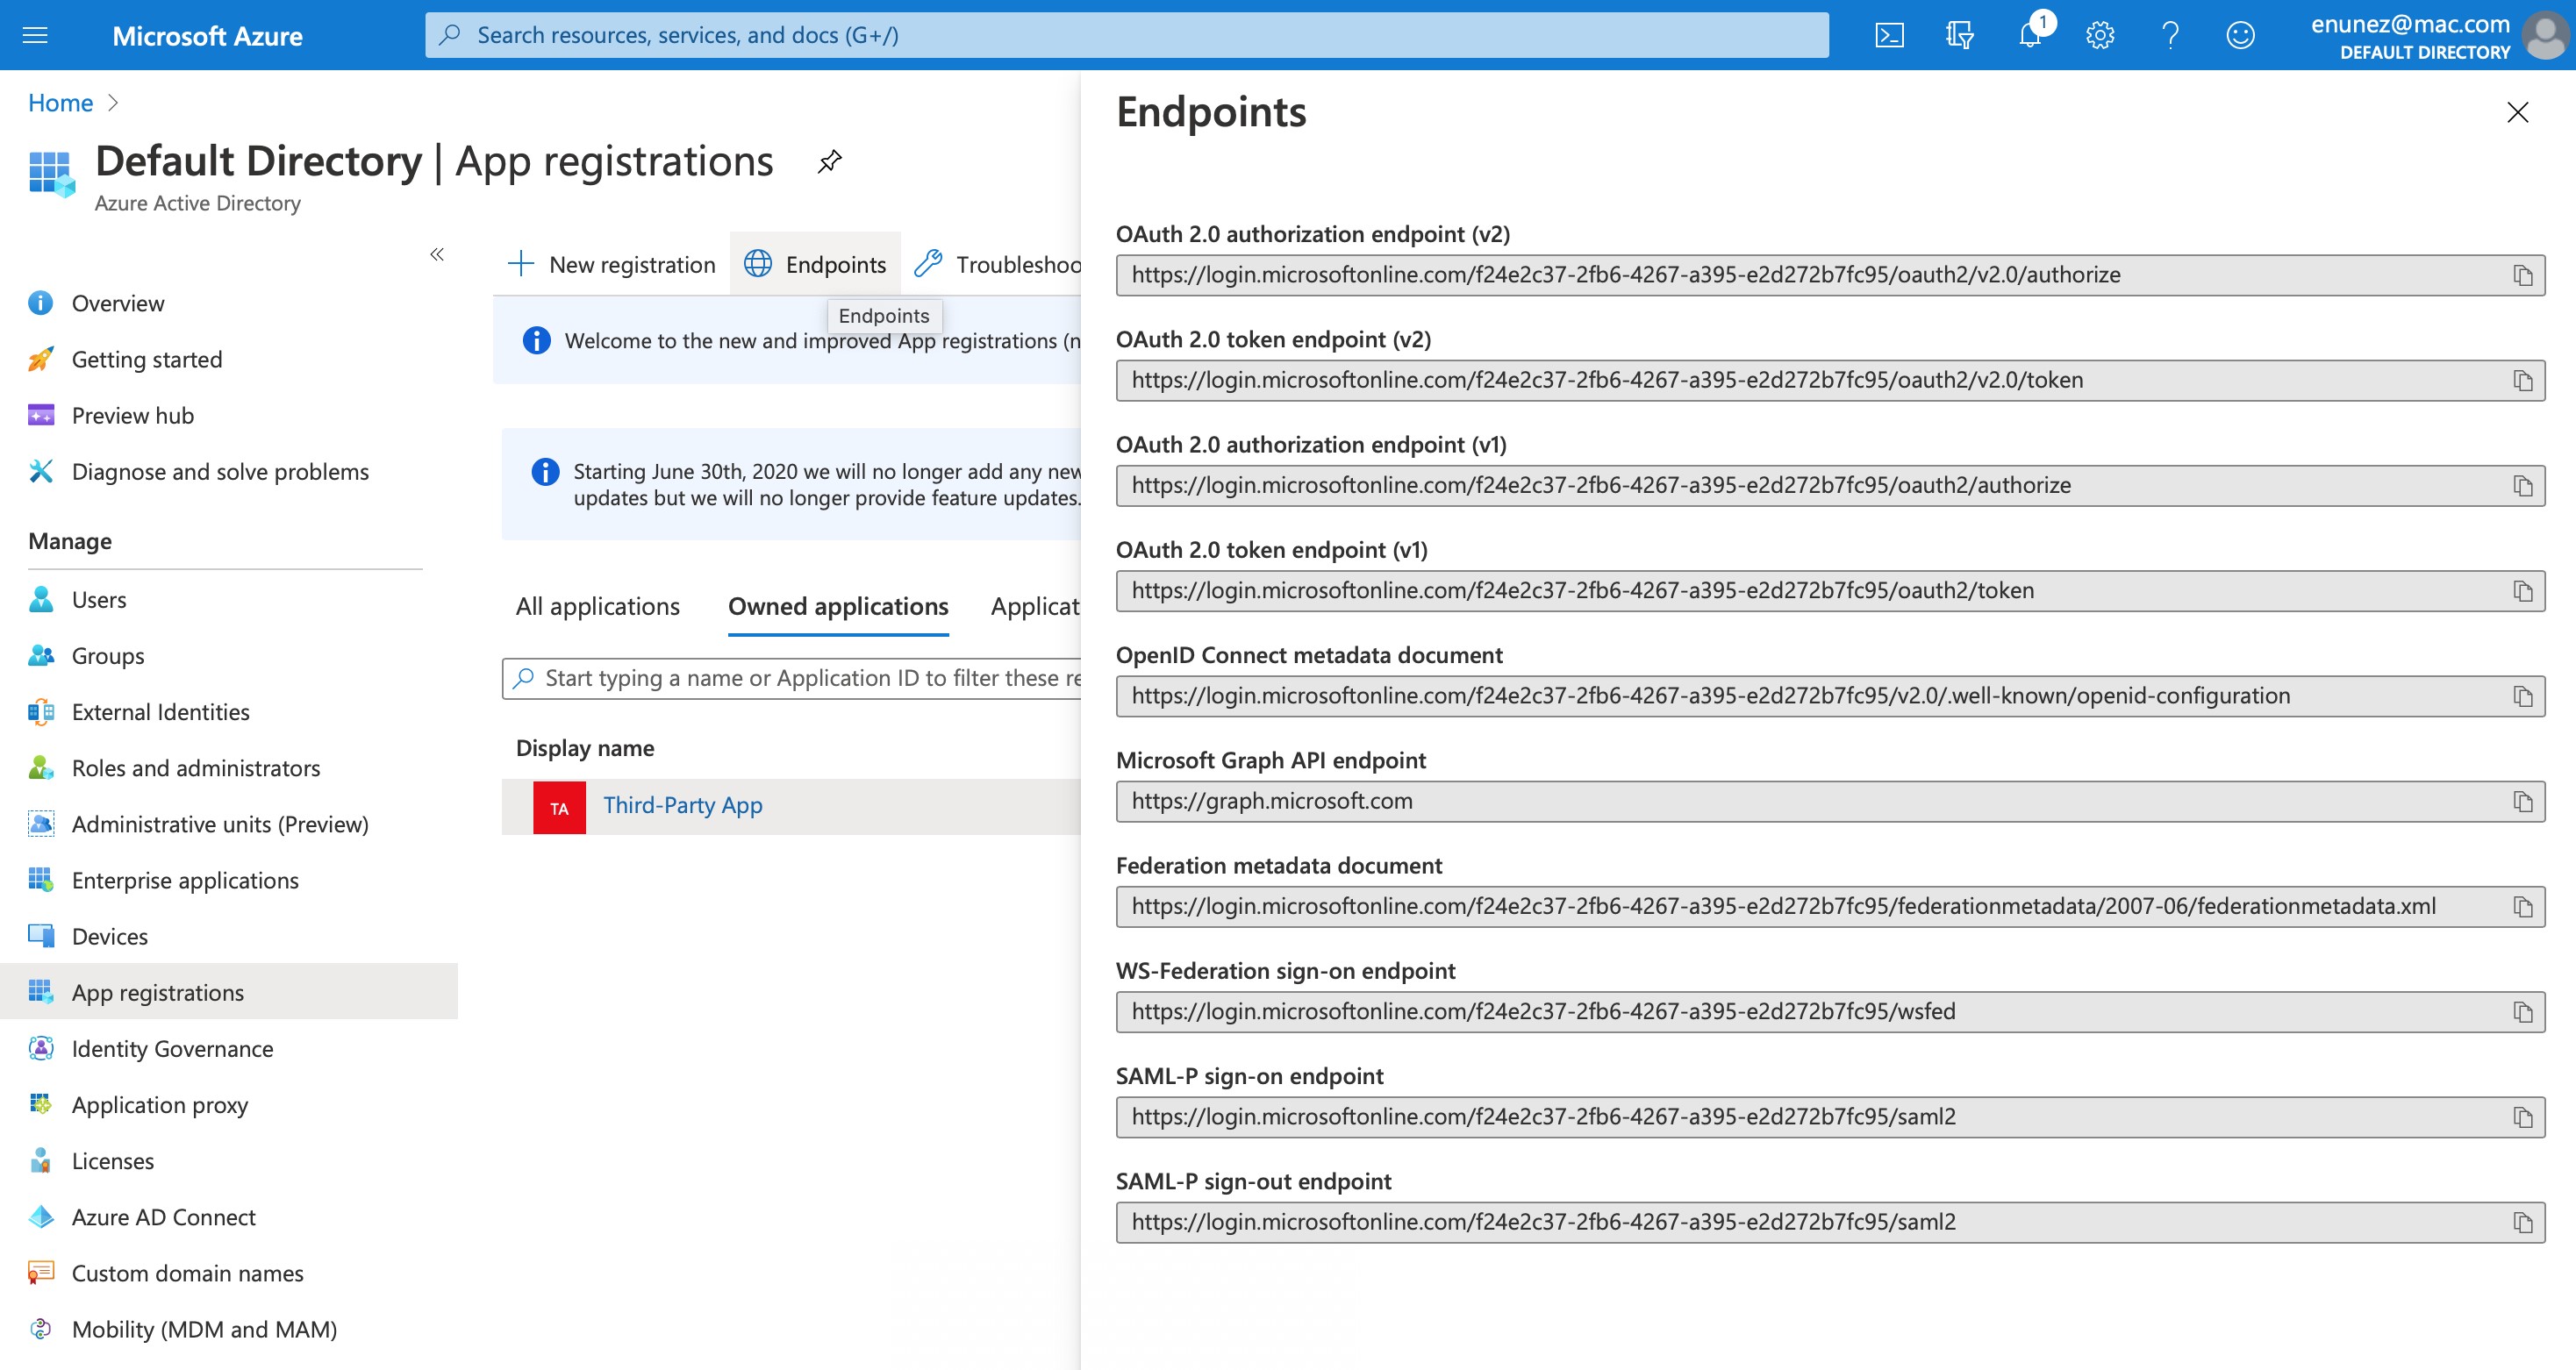 Microsoft Azure
Search resources, services, and docs (G+/)
1
enunez@mac.com
DEFAULT DIRECTORY
Home
Default Directory | App registrations
Azure Active Directory
Overview
Getting started
Preview hub
Diagnose and solve problems
Manage
Users
Groups
External Identities
Roles and administrators
Administrative units (Preview)
Enterprise applications
Devices
App registrations
Identity Governance
Application proxy
Licenses
Azure AD Connect
Custom domain names
Mobility (MDM and MAM)
New registration
Endpoints
Troubleshoo
Endpoints
Welcome to the new and improved App registrations (n
Starting June 30th, 2020 we will no longer add any new
updates but we will no longer provide feature updates.
All applications
Owned applications
Applicat
Start typing a name or Application ID to filter these re
Display name
TA
Third-Party App
Endpoints
OAuth 2.0 authorization endpoint (v2)
https://login.microsoftonline.com/f24e2c37-2fb6-4267-a395-e2d272b7fc95/oauth2/v2.0/authorize
OAuth 2.0 token endpoint (v2)
https://login.microsoftonline.com/f24e2c37-2fb6-4267-a395-e2d272b7fc95/oauth2/v2.0/token
OAuth 2.0 authorization endpoint (v1)
https://login.microsoftonline.com/f24e2c37-2fb6-4267-a395-e2d272b7fc95/oauth2/authorize
OAuth 2.0 token endpoint (v1)
https://login.microsoftonline.com/f24e2c37-2fb6-4267-a395-e2d272b7fc95/oauth2/token
OpenID Connect metadata document
https://login.microsoftonline.com/f24e2c37-2fb6-4267-a395-e2d272b7fc95/v2.0/.well-known/openid-configuration
Microsoft Graph API endpoint
https://graph.microsoft.com
Federation metadata document
https://login.microsoftonline.com/f24e2c37-2fb6-4267-a395-e2d272b7fc95/federationmetadata/2007-06/federationmetadata.xml
WS-Federation sign-on endpoint
https://login.microsoftonline.com/f24e2c37-2fb6-4267-a395-e2d272b7fc95/wsfed
SAML-P sign-on endpoint
https://login.microsoftonline.com/f24e2c37-2fb6-4267-a395-e2d272b7fc95/saml2
SAML-P sign-out endpoint
https://login.microsoftonline.com/f24e2c37-2fb6-4267-a395-e2d272b7fc95/saml2